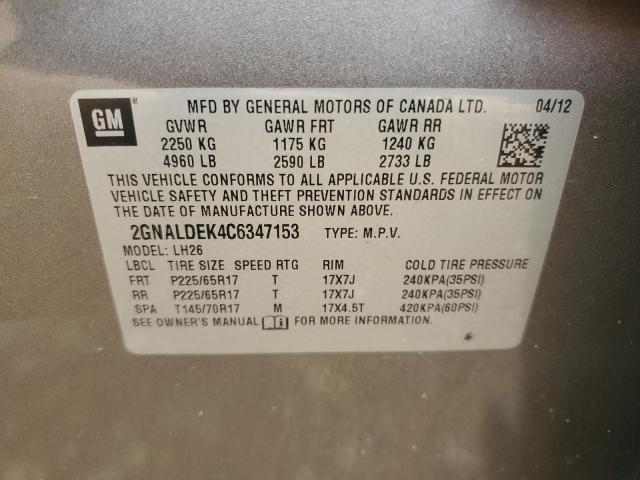 GM ® MFD BY GENERAL MOTORS OF CANADA LTD. 04/12
GVWR GAWR FRT GAWR RR
2250 KG 1175 KG 1240 KG
4960 LB 2590 LB 2733 LB
THIS VEHICLE CONFORMS TO ALL APPLICABLE U.S. FEDERAL MOTOR
VEHICLE SAFETY AND THEFT PREVENTION STANDARDS IN EFFECT ON
THE DATE OF MANUFACTURE SHOWN ABOVE.
2GNALDEK4C6347153 TYPE: M.P.V.
MODEL: LH26
LBCL TIRE SIZE SPEED RTG RIM COLD TIRE PRESSURE
FRT P225/65R17 T 17X7J 240KPA(35PSI)
RR P225/65R17 T 17X7J 240KPA(35PSI)
SPA T145/70R17 M 17X4.5T 420KPA(60PSI)
SEE OWNER'S MANUAL FOR MORE INFORMATION.